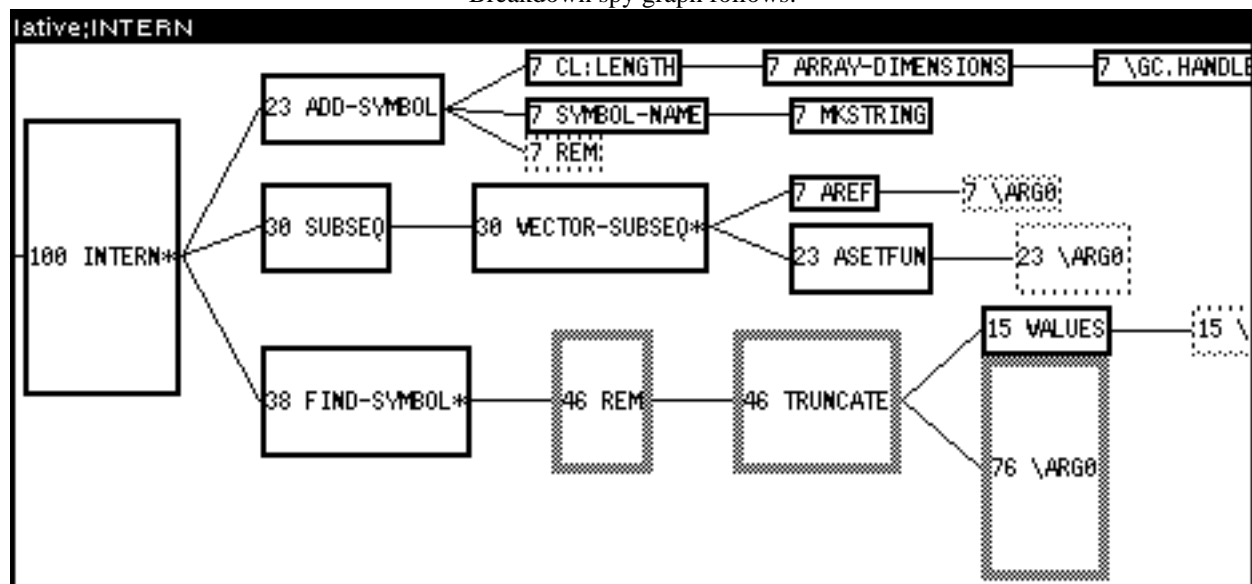 Breakdown spy graph follows.
lative;INTERN
7 CL:LENGTH
7 ARRAY-DIMENSIONS
7 \GC.HANDLE
23 ADD-SYMBOL
7 SYMBOL-NAME
7 MKSTRING
7 REM
7 AREF
7 \ARG0
30 SUBSEQ
30 VECTOR-SUBSEQ*
100 INTERN*
23 ASETFUN
23 \ARG0
15 VALUES
15 \
38 FIND-SYMBOL*
46 REM
46 TRUNCATE
76 \ARG0